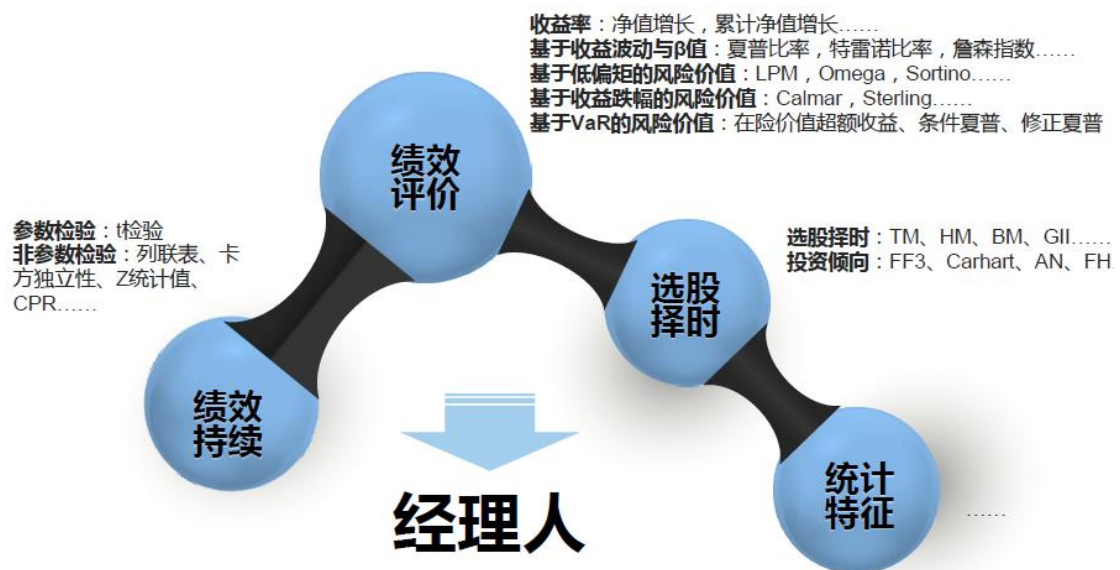 收益率：净值增长，累计净值增长……
基于收益波动与β值：夏普比率，特雷诺比率，詹森指数……
基于低偏矩的风险价值：LPM，Omega，Sortino……
基于收益跌幅的风险价值：Calmar，Sterling……
基于VaR的风险价值：在险价值超额收益、条件夏普、修正夏普
绩效
评价
参数检验：t检验
非参数检验：列联表、卡
方独立性、Z统计值、
CPR……
选股择时：TM、HM、BM、GII……
投资倾向：FF3、Carhart、AN、FH
选股
择时
绩效
持续
经理人
统计
特征
……